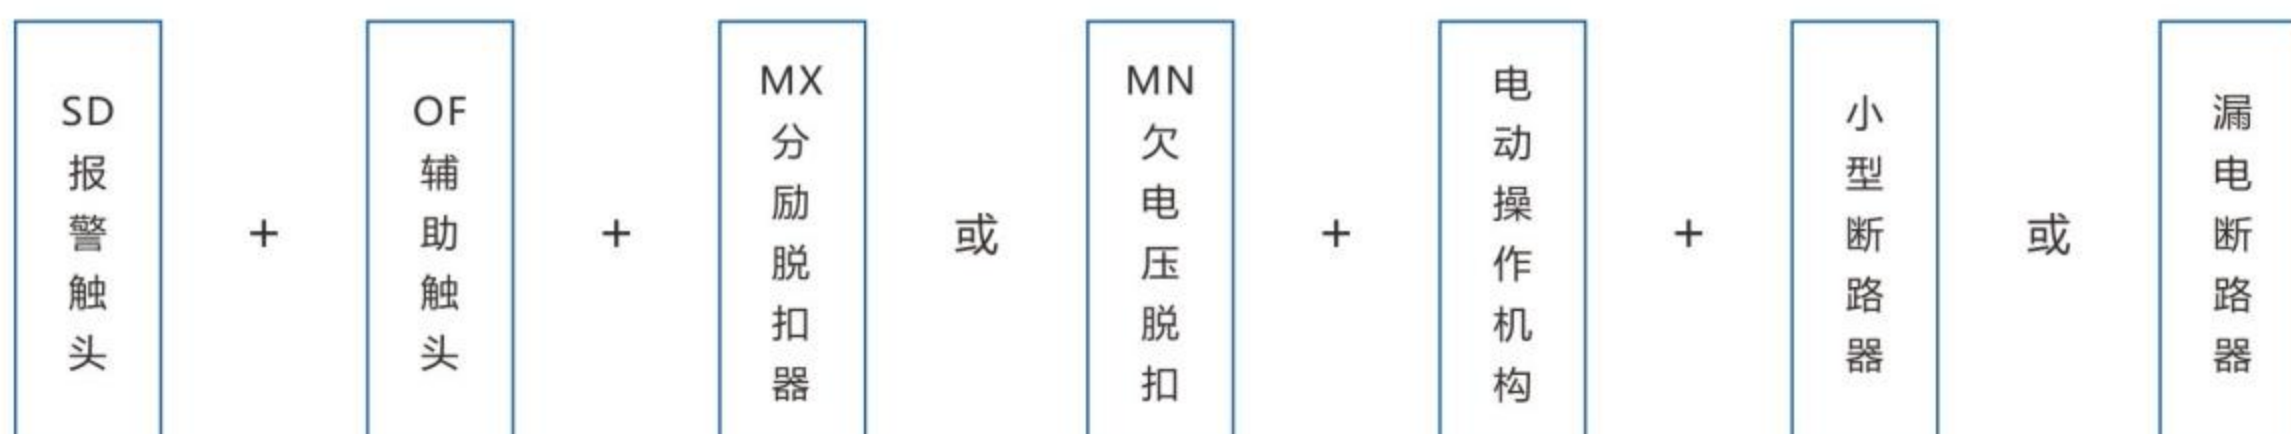 SD报警触头
+
OF辅助触头
+
MX分励脱扣器
或
MN欠电压脱扣
+
电动操作机构
+
小型断路器
或
漏电断路器